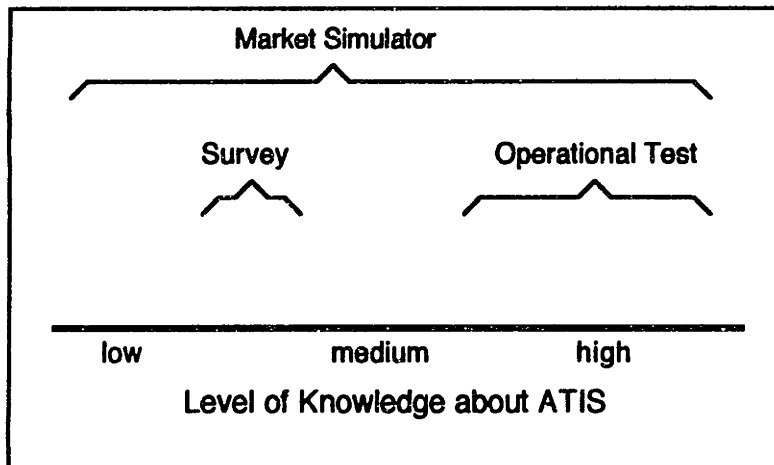 Market Simulator
Survey Operational Test
low medium high
Level of Knowledge about ATIS